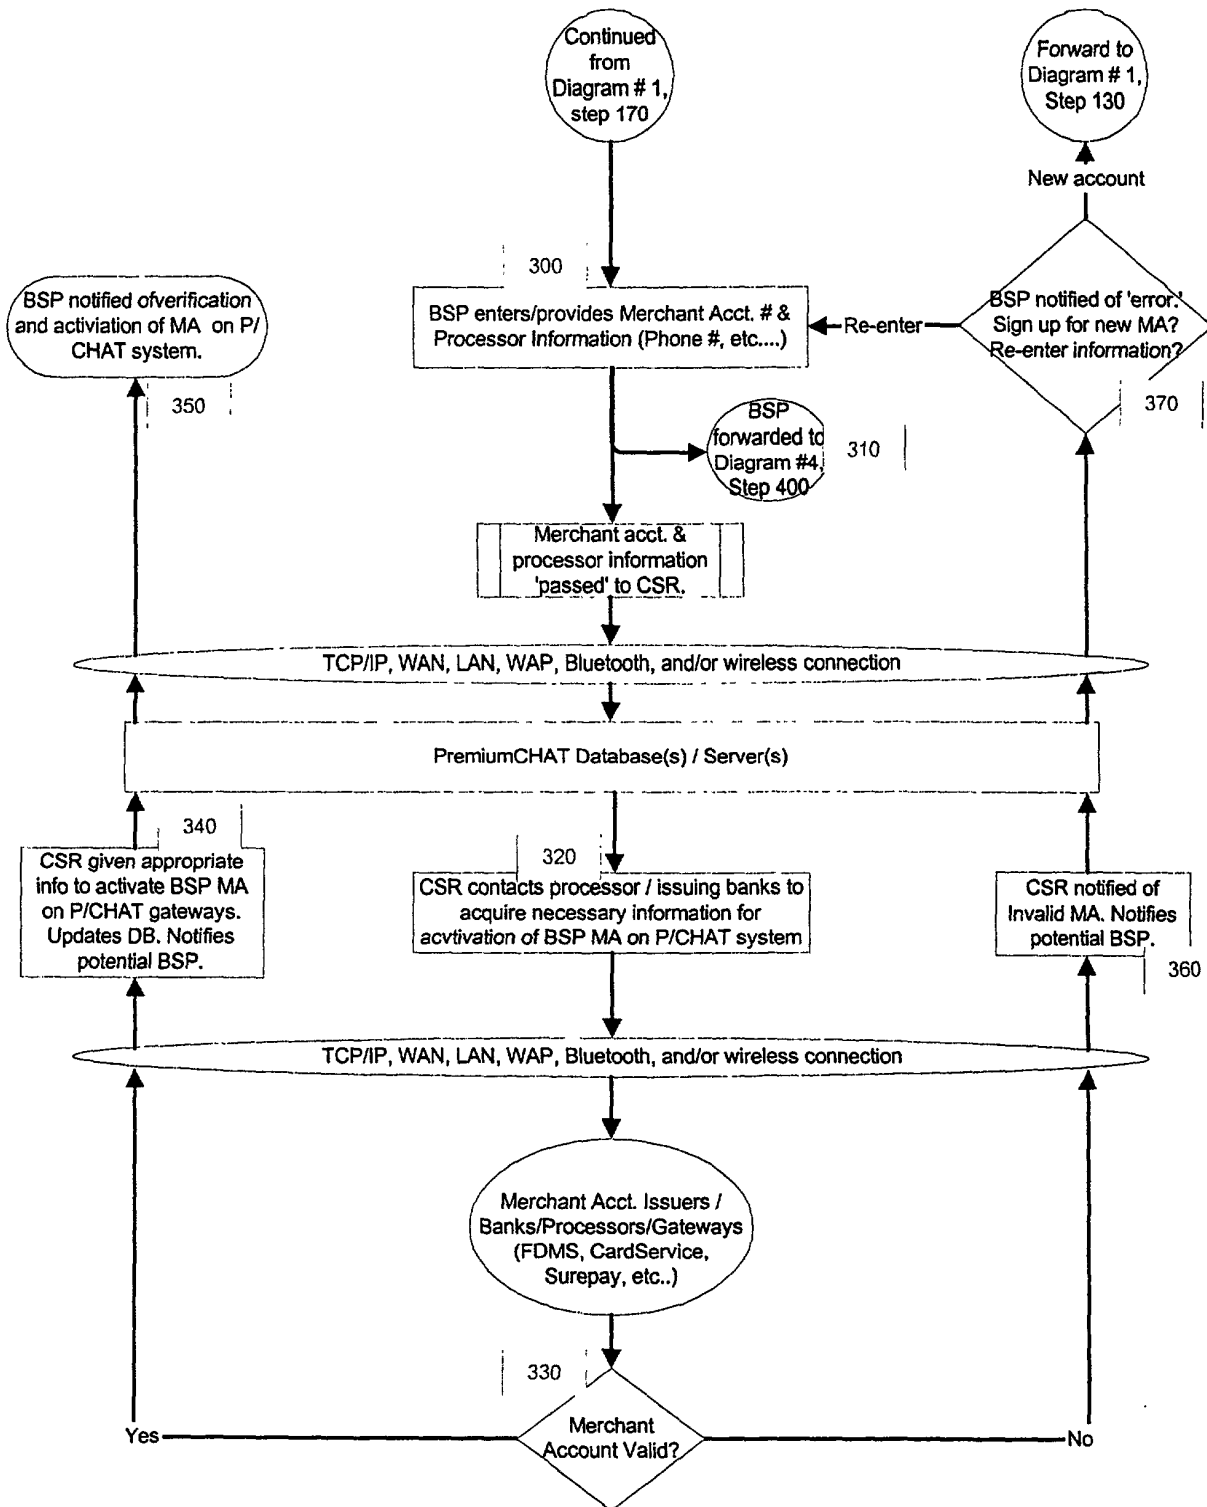 Continued
from
Diagram # 1,
step 170
Forward to
Diagram # 1,
Step 130
New account
300
BSP notified ofverification
and activiation of MA on P/
CHAT system.
350
BSP enters/provides Merchant Acct. # &
Processor Information (Phone #, etc....)
Re-enter
BSP notified of 'error.'
Sign up for new MA?
Re-enter information?
370
BSP
forwarded to
Diagram #4,
Step 400
310
Merchant acct. &
processor information
'passed' to CSR.
TCP/IP, WAN, LAN, WAP, Bluetooth, and/or wireless connection
PremiumCHAT Database(s) / Server(s)
340
CSR given appropriate
info to activate BSP MA
on P/CHAT gateways.
Updates DB. Notifies
potential BSP.
320
CSR contacts processor / issuing banks to
acquire necessary information for
acvtivation of BSP MA on P/CHAT system
CSR notified of
Invalid MA. Notifies
potential BSP.
360
TCP/IP, WAN, LAN, WAP, Bluetooth, and/or wireless connection
Merchant Acct. Issuers /
Banks/Processors/Gateways
(FDMS, CardService,
Surepay, etc..)
330
Merchant
Account Valid?
Yes
No